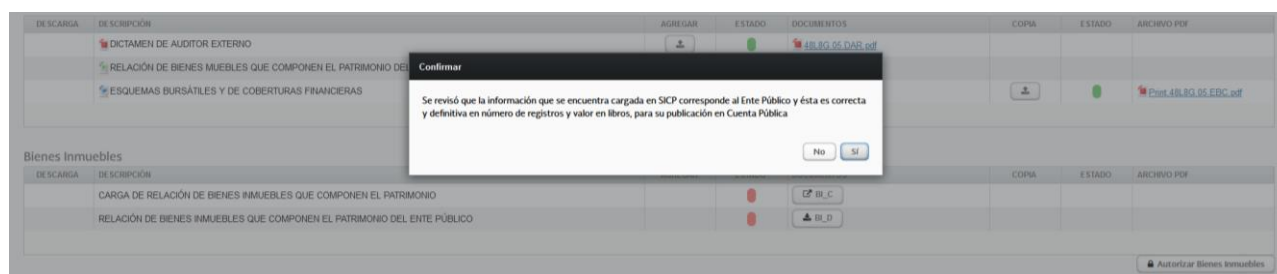 DESCARGA DESCRIPCIÓN AGREGAR ESTADO DOCUMENTOS COPIA ESTADO ARCHIVO PDF
DICTAMEN DE AUDITOR EXTERNO 48L8G.05.DAR.pdf
RELACIÓN DE BIENES MUEBLES QUE COMPONEN EL PATRIMONIO DEL
Confirmar
ESQUEMAS BURSÁTILES Y DE COBERTURAS FINANCIERAS Print.48L8G.05.EBC.pdf
Se revisó que la información que se encuentra cargada en SICP corresponde al Ente Público y ésta es correcta
y definitiva en número de registros y valor en libros, para su publicación en Cuenta Pública
No Sí
Bienes Inmuebles
DESCARGA DESCRIPCIÓN COPIA ESTADO ARCHIVO PDF
CARGA DE RELACIÓN DE BIENES INMUEBLES QUE COMPONEN EL PATRIMONIO BI_C
RELACIÓN DE BIENES INMUEBLES QUE COMPONEN EL PATRIMONIO DEL ENTE PÚBLICO BI_D
Autorizar Bienes Inmuebles